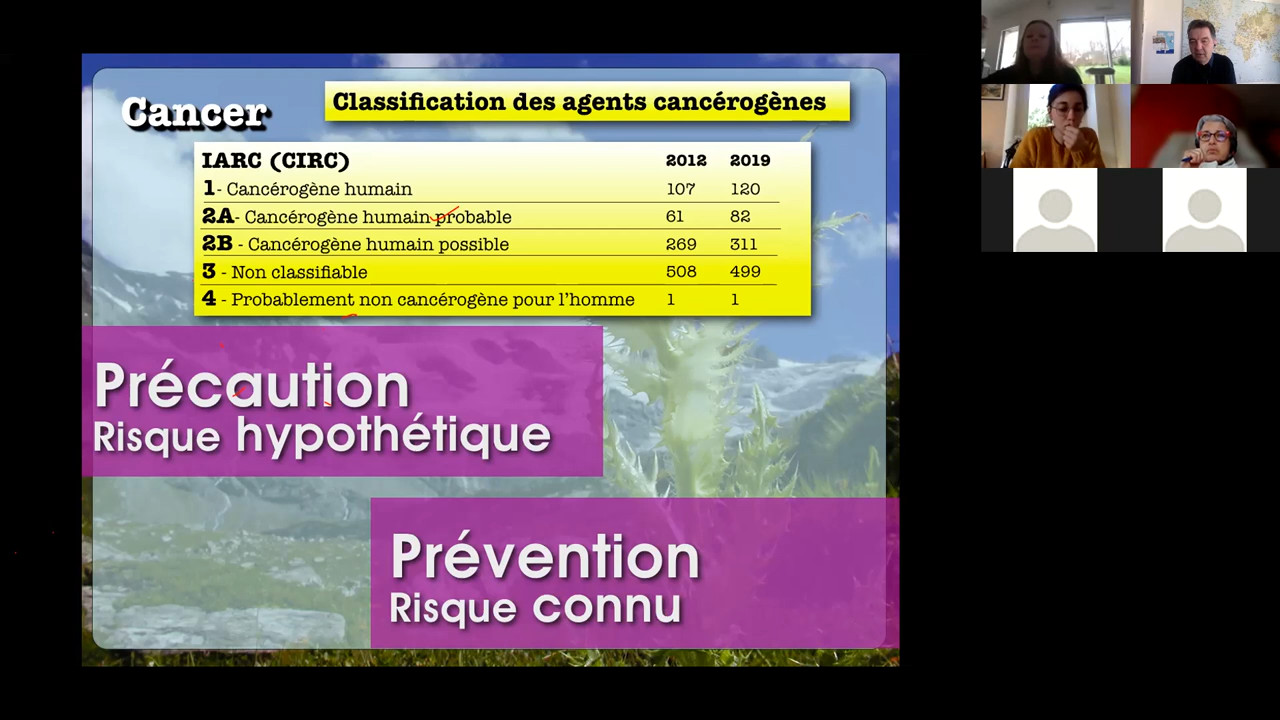 Cancer
Classification des agents cancérogènes
IARC (CIRC) 2012 2019
1- Cancérogène humain 107 120
2A- Cancérogène humain probable 61 82
2B - Cancérogène humain possible 269 311
3 - Non classifiable 508 499
4 - Probablement non cancérogène pour l'homme 1 1
Précaution
Risque hypothétique
Prévention
Risque connu